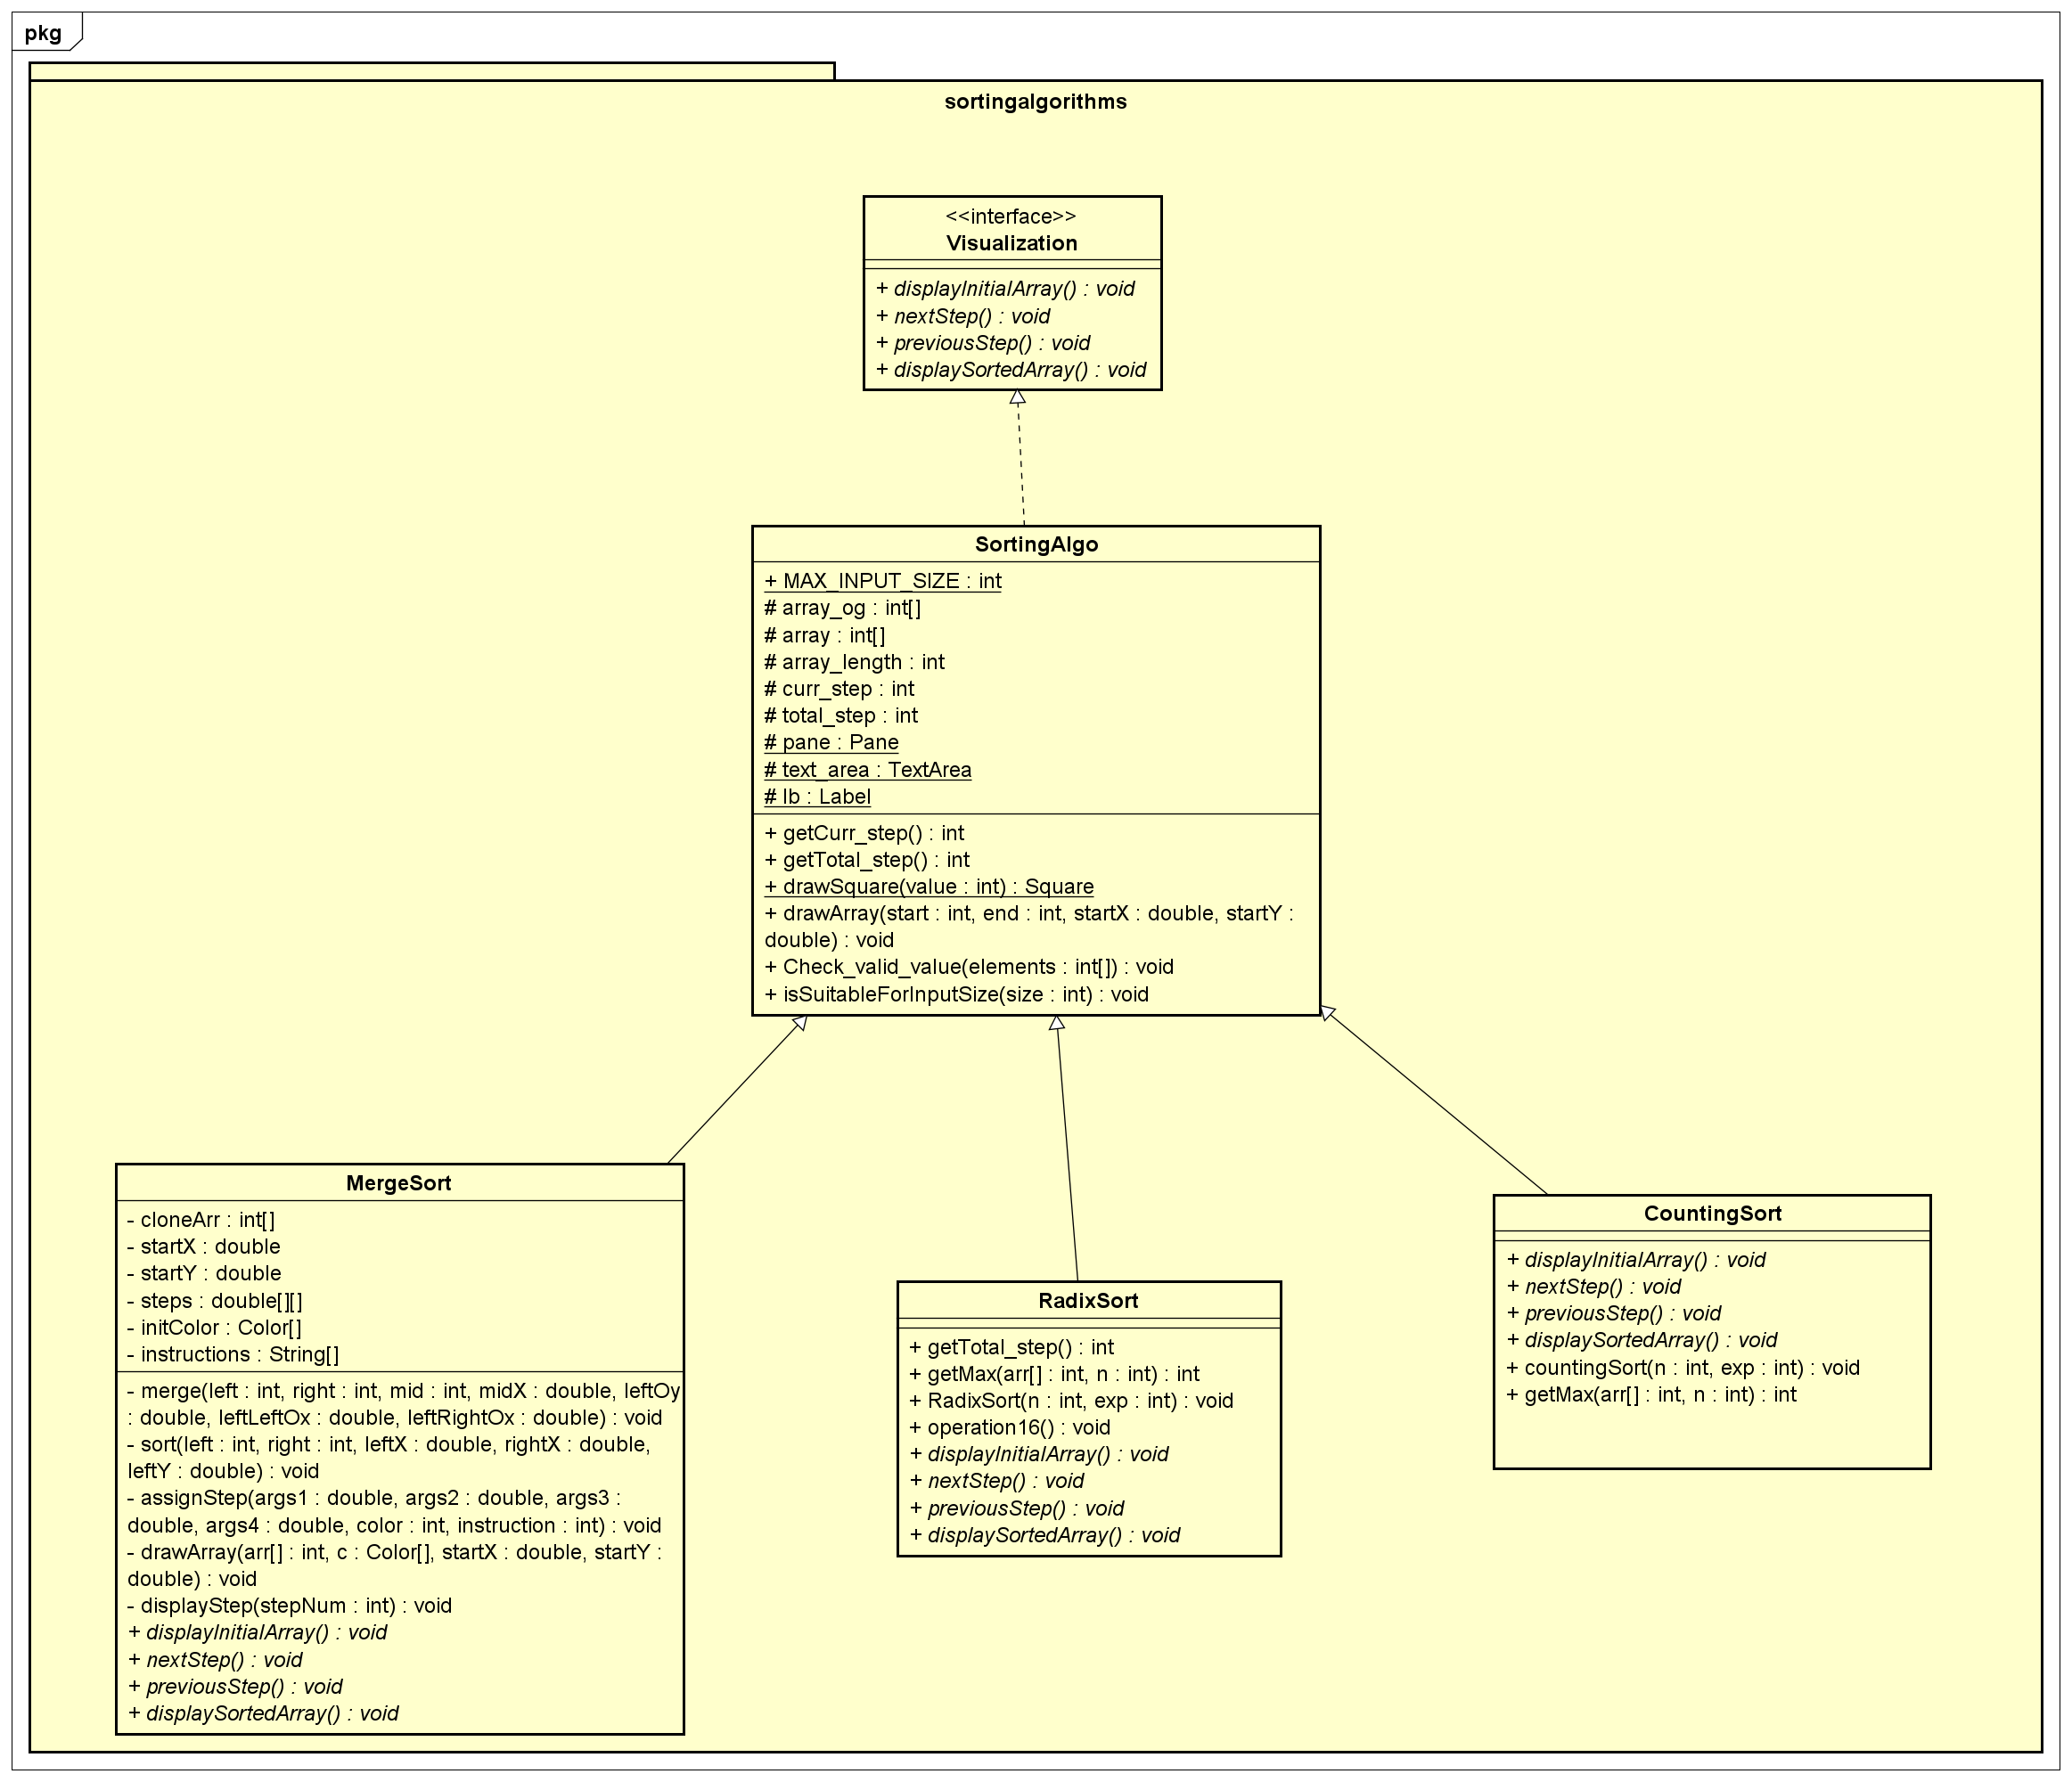 pkg
sortingalgorithms
<<interface>>
Visualization
+ displayInitialArray() : void
+ nextStep() : void
+ previousStep() : void
+ displaySortedArray() : void
SortingAlgo
+ MAX_INPUT_SIZE : int
# array_og : int[]
# array : int[]
# array_length : int
# curr_step : int
# total_step : int
# pane : Pane
# text_area : TextArea
# lb : Label
+ getCurr_step() : int
+ getTotal_step() : int
+ drawSquare(value : int) : Square
+ drawArray(start : int, end : int, startX : double, startY :
double) : void
+ Check_valid_value(elements : int[]) : void
+ isSuitableForInputSize(size : int) : void
MergeSort
- cloneArr : int[]
- startX : double
- startY : double
- steps : double[][]
- initColor : Color[]
- instructions : String[]
- merge(left : int, right : int, mid : int, midX : double, leftOy
: double, leftLeftOx : double, leftRightOx : double) : void
- sort(left : int, right : int, leftX : double, rightX : double,
leftY : double) : void
- assignStep(args1 : double, args2 : double, args3 :
double, args4 : double, color : int, instruction : int) : void
- drawArray(arr[] : int, c : Color[], startX : double, startY :
double) : void
- displayStep(stepNum : int) : void
+ displayInitialArray() : void
+ nextStep() : void
+ previousStep() : void
+ displaySortedArray() : void
RadixSort
+ getTotal_step() : int
+ getMax(arr[] : int, n : int) : int
+ RadixSort(n : int, exp : int) : void
+ operation16() : void
+ displayInitialArray() : void
+ nextStep() : void
+ previousStep() : void
+ displaySortedArray() : void
CountingSort
+ displayInitialArray() : void
+ nextStep() : void
+ previousStep() : void
+ displaySortedArray() : void
+ countingSort(n : int, exp : int) : void
+ getMax(arr[] : int, n : int) : int